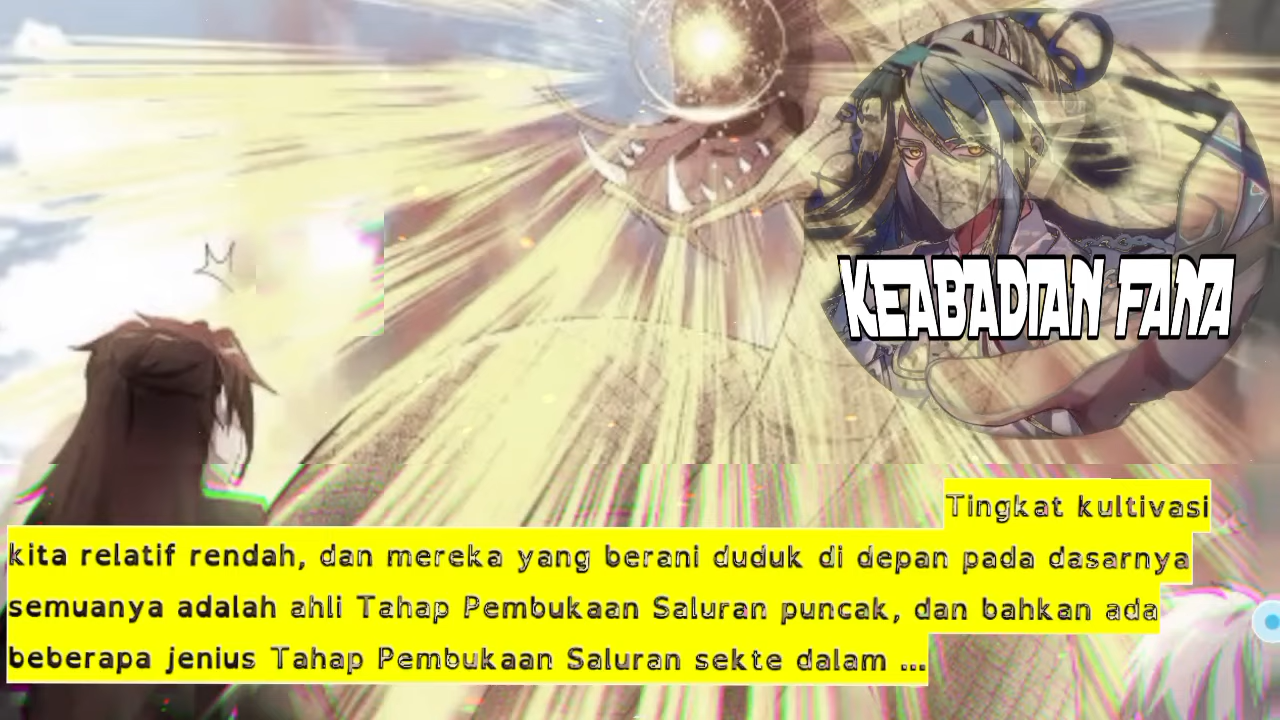 KEABADIAN FANA
Tingkat kultivasi
kita relatif rendah, dan mereka yang berani duduk di depan pada dasarnya
semuanya adalah ahli Tahap Pembukaan Saluran puncak, dan bahkan ada
beberapa jenius Tahap Pembukaan Saluran sekte dalam ...